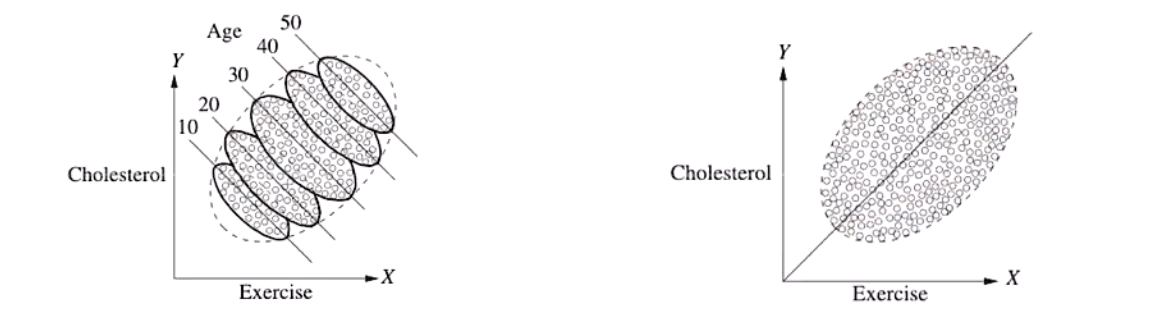 Age
50
40
30
20
10
Y
Cholesterol
X
Exercise
Y
Cholesterol
X
Exercise